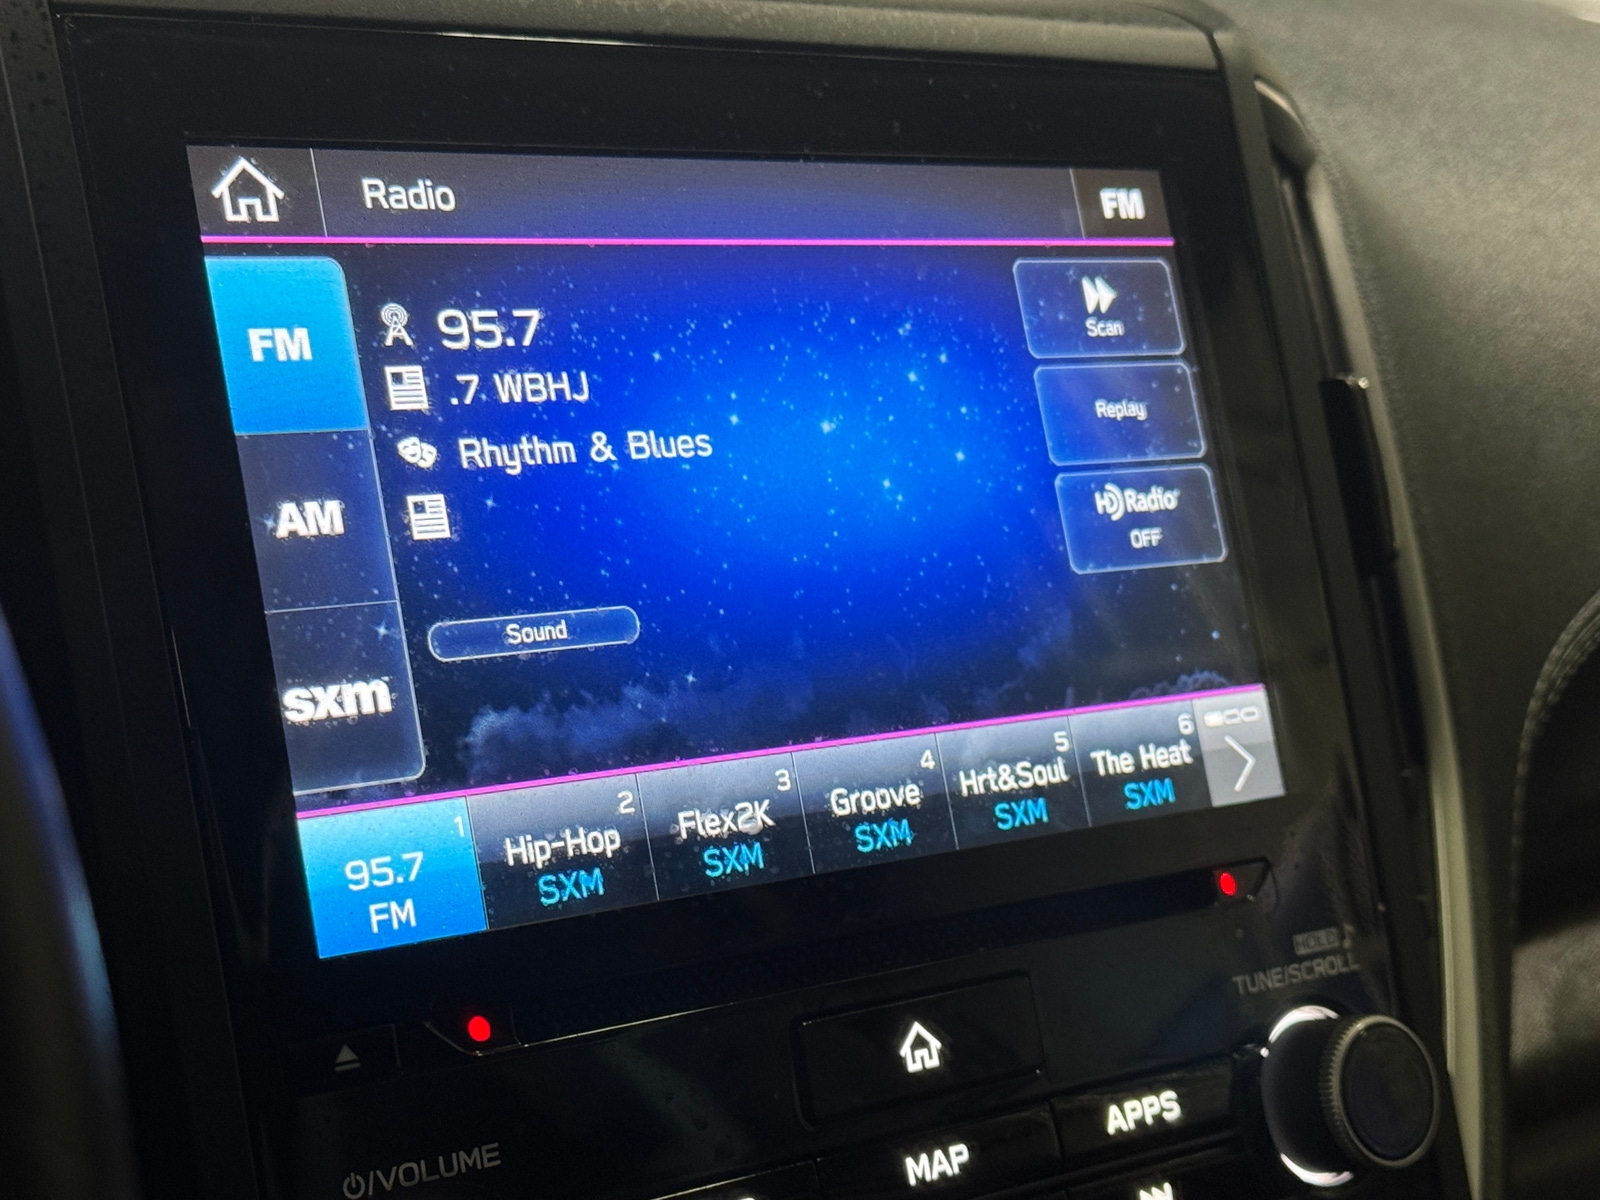 Radio
FM
FM
95.7
.7 WBHJ
Rhythm & Blues
AM
sxm
Sound
Scan
Replay
HD Radio
OFF
1
95.7
FM
2
Hip-Hop
SXM
3
Flex2K
SXM
4
Groove
SXM
5
Hrt&Soul
SXM
6
The Heat
SXM
HOLD
TUNE/SCROLL
/VOLUME
MAP
APPS